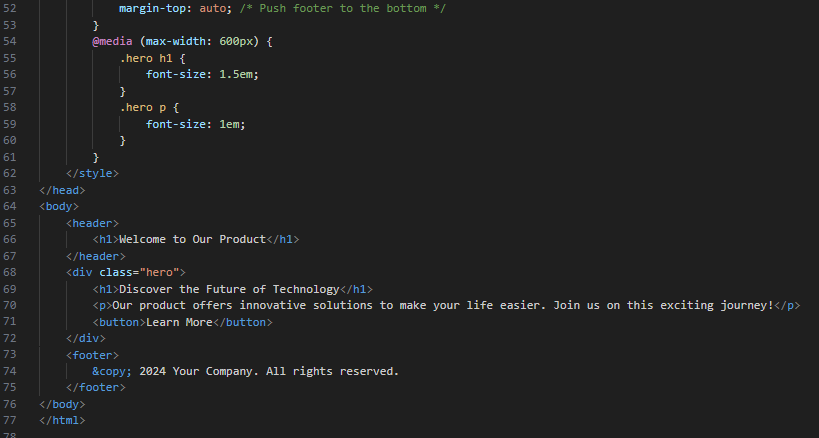 52 margin-top: auto; /* Push footer to the bottom */
53 }
54 @media (max-width: 600px) {
55 .hero h1 {
56 font-size: 1.5em;
57 }
58 .hero p {
59 font-size: 1em;
60 }
61 }
62 </style>
63 </head>
64 <body>
65 <header>
66 <h1>Welcome to Our Product</h1>
67 </header>
68 <div class="hero">
69 <h1>Discover the Future of Technology</h1>
70 <p>Our product offers innovative solutions to make your life easier. Join us on this exciting journey!</p>
71 <button>Learn More</button>
72 </div>
73 <footer>
74 &copy; 2024 Your Company. All rights reserved.
75 </footer>
76 </body>
77 </html>
78